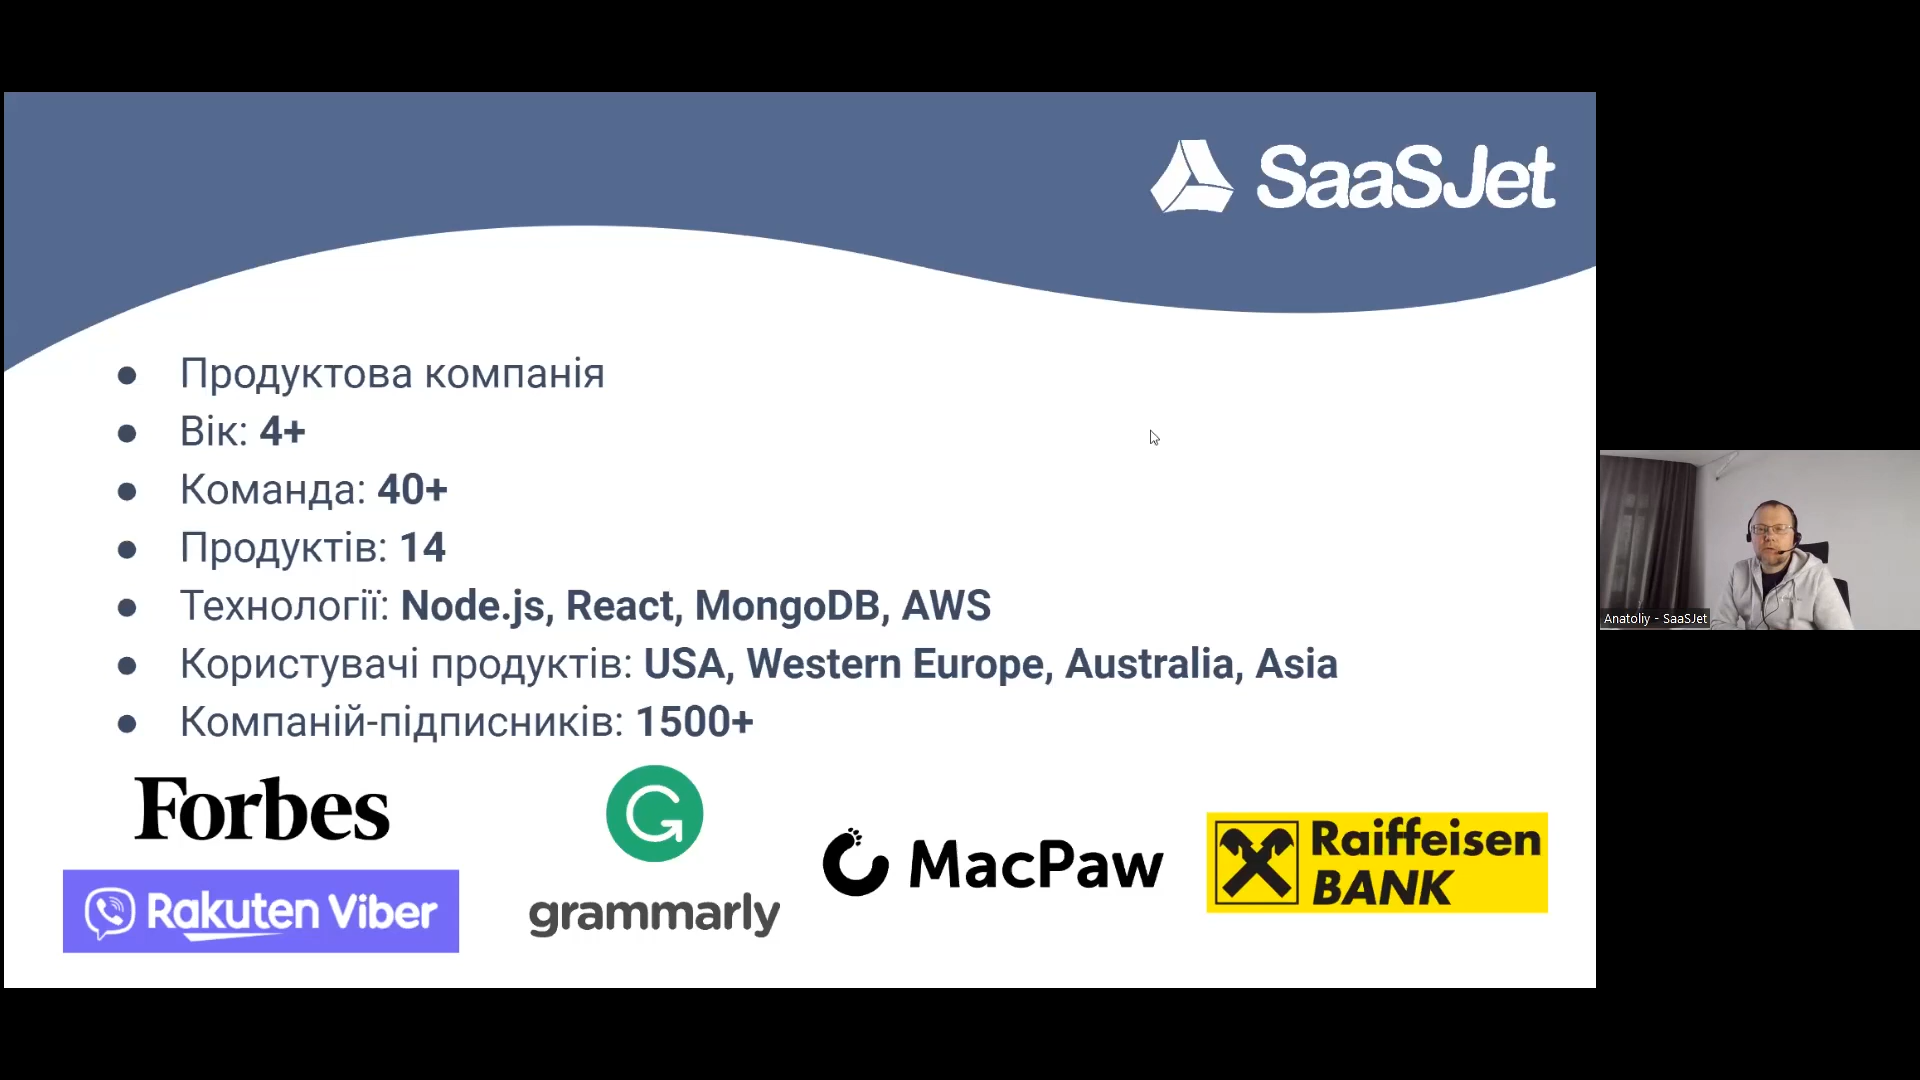 SaaSJet
● Продуктова компанія
● Вік: 4+
● Команда: 40+
● Продуктів: 14
● Технології: Node.js, React, MongoDB, AWS
● Користувачі продуктів: USA, Western Europe, Australia, Asia
● Компаній-підписників: 1500+
Forbes
Rakuten Viber
G
grammarly
MacPaw
Raiffeisen
BANK
Anatoliy - SaaSJet